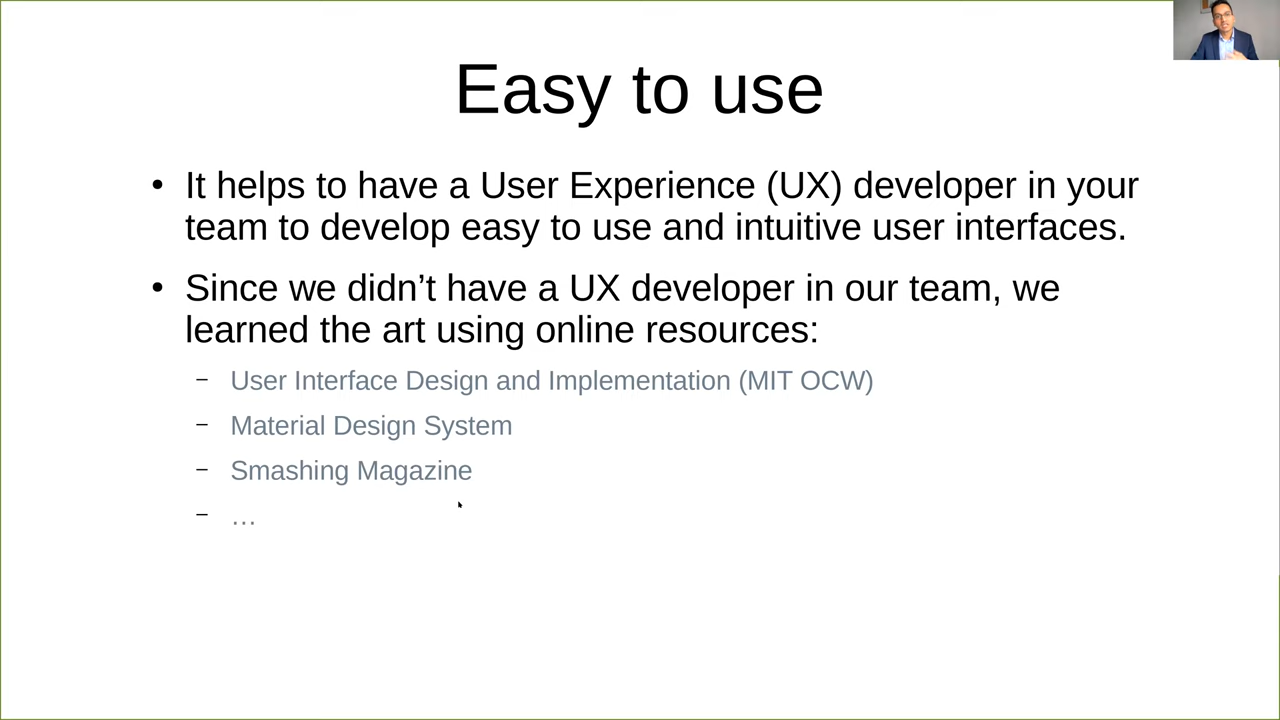 Easy to use
• It helps to have a User Experience (UX) developer in your
team to develop easy to use and intuitive user interfaces.
• Since we didn’t have a UX developer in our team, we
learned the art using online resources:
– User Interface Design and Implementation (MIT OCW)
– Material Design System
– Smashing Magazine
– …